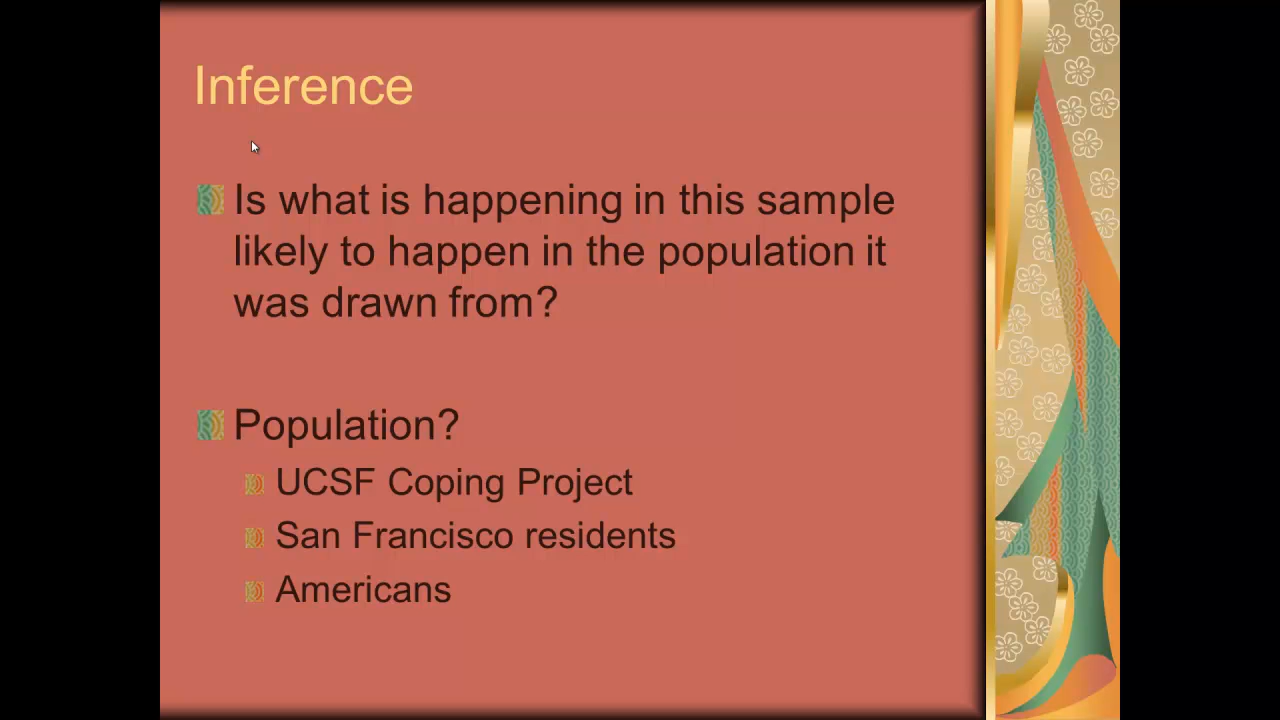 Inference
Is what is happening in this sample
likely to happen in the population it
was drawn from?
Population?
UCSF Coping Project
San Francisco residents
Americans